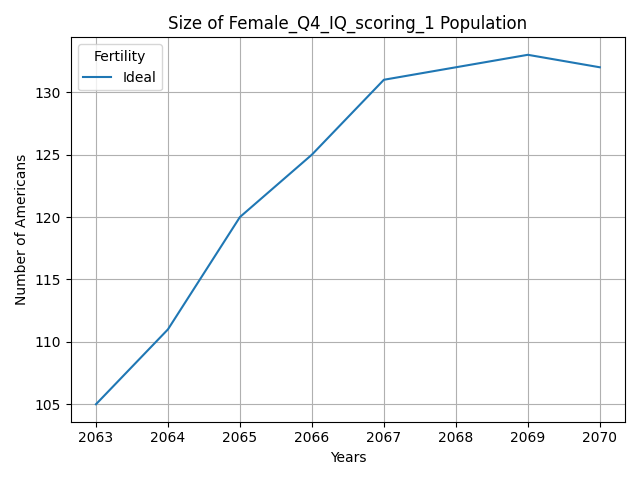 Size of Female_Q4_IQ_scoring_1 Population
Fertility
Ideal
Number of Americans
130
125
120
115
110
105
2063 2064 2065 2066 2067 2068 2069 2070
Years